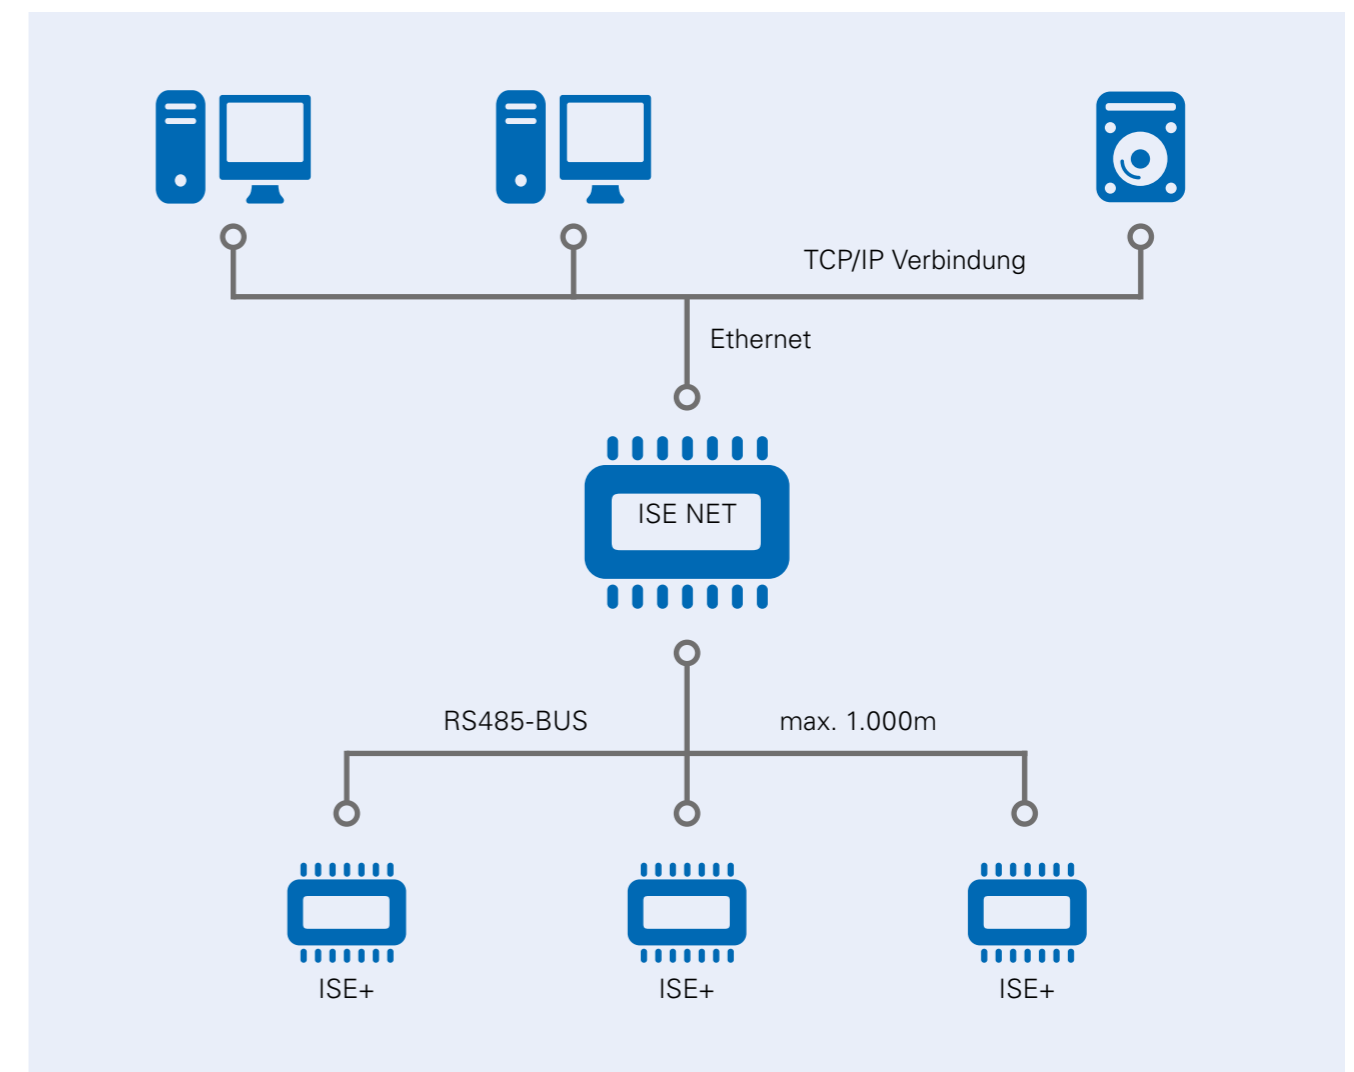 TCP/IP Verbindung
Ethernet
ISE NET
RS485-BUS
max. 1.000m
ISE+
ISE+
ISE+